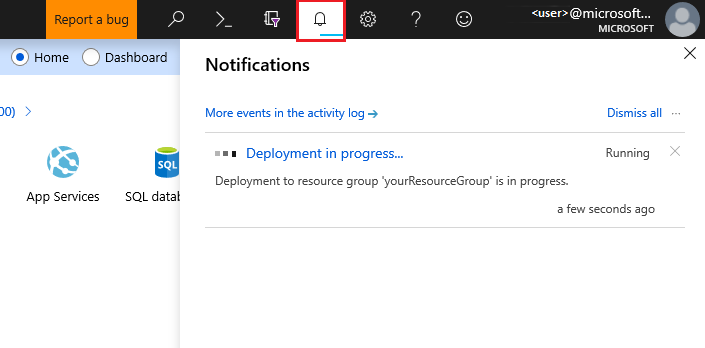 Report a bug
<user>@microsoft...
MICROSOFT
Home
Dashboard
Notifications
00)
More events in the activity log
Dismiss all
...
Deployment in progress...
Running
App Services
SQL
SQL datab
Deployment to resource group 'yourResourceGroup' is in progress.
a few seconds ago